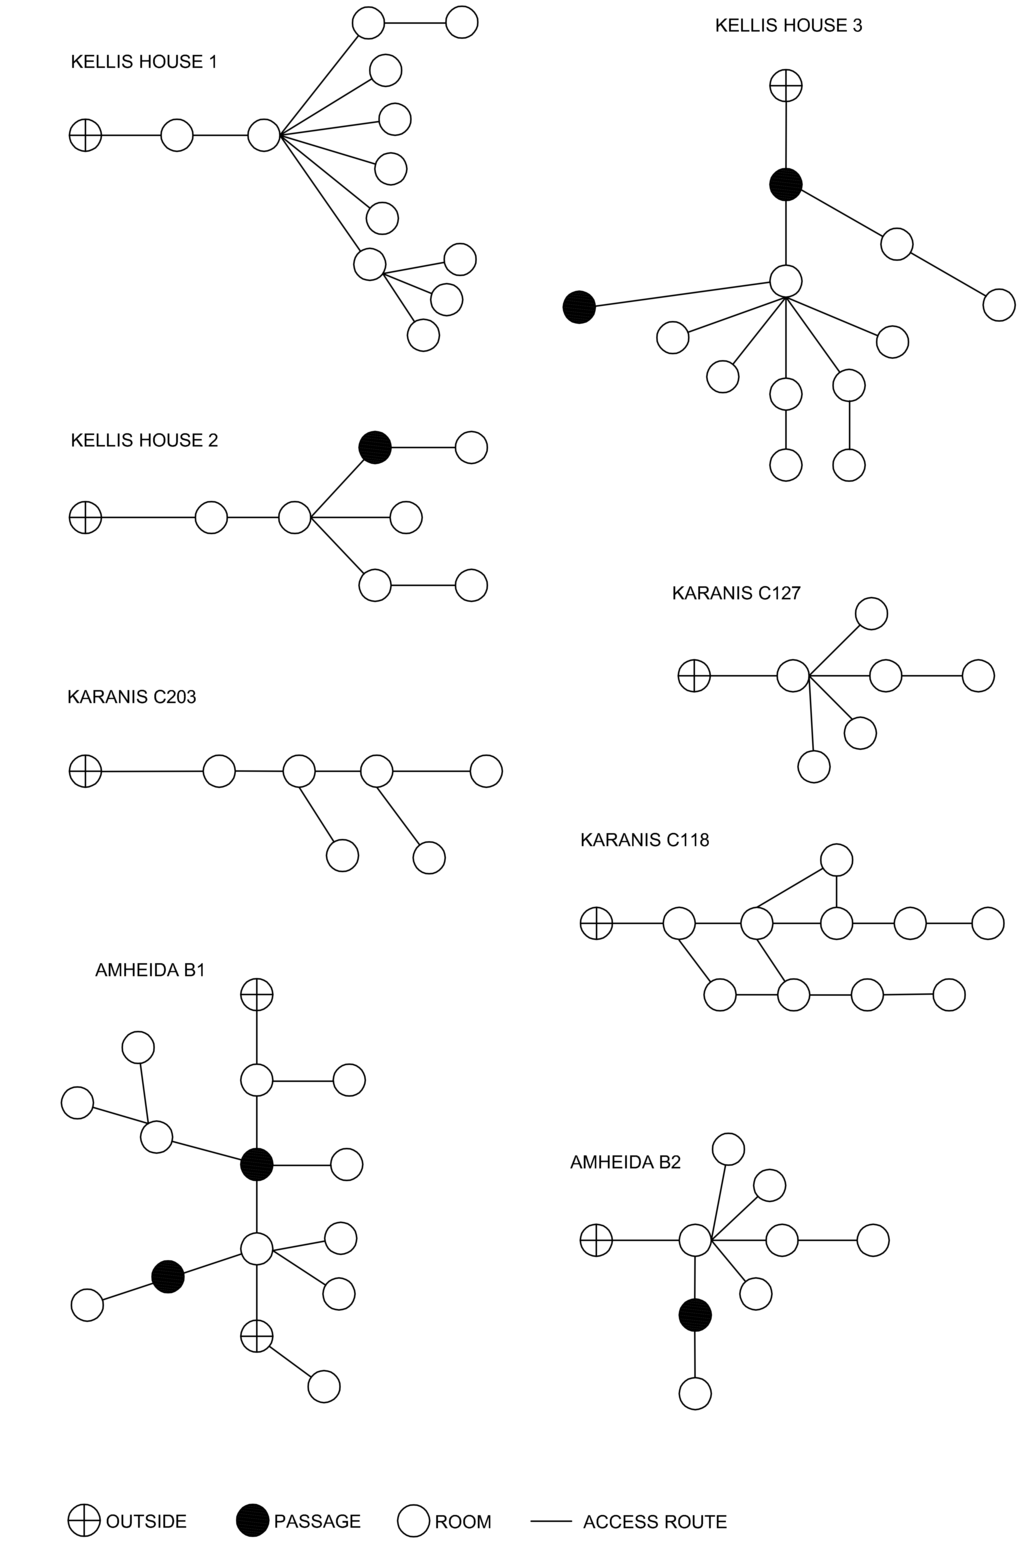 KELLIS HOUSE 1
KELLIS HOUSE 3
KELLIS HOUSE 2
KARANIS C127
KARANIS C203
KARANIS C118
AMHEIDA B1
AMHEIDA B2
OUTSIDE PASSAGE ROOM ACCESS ROUTE